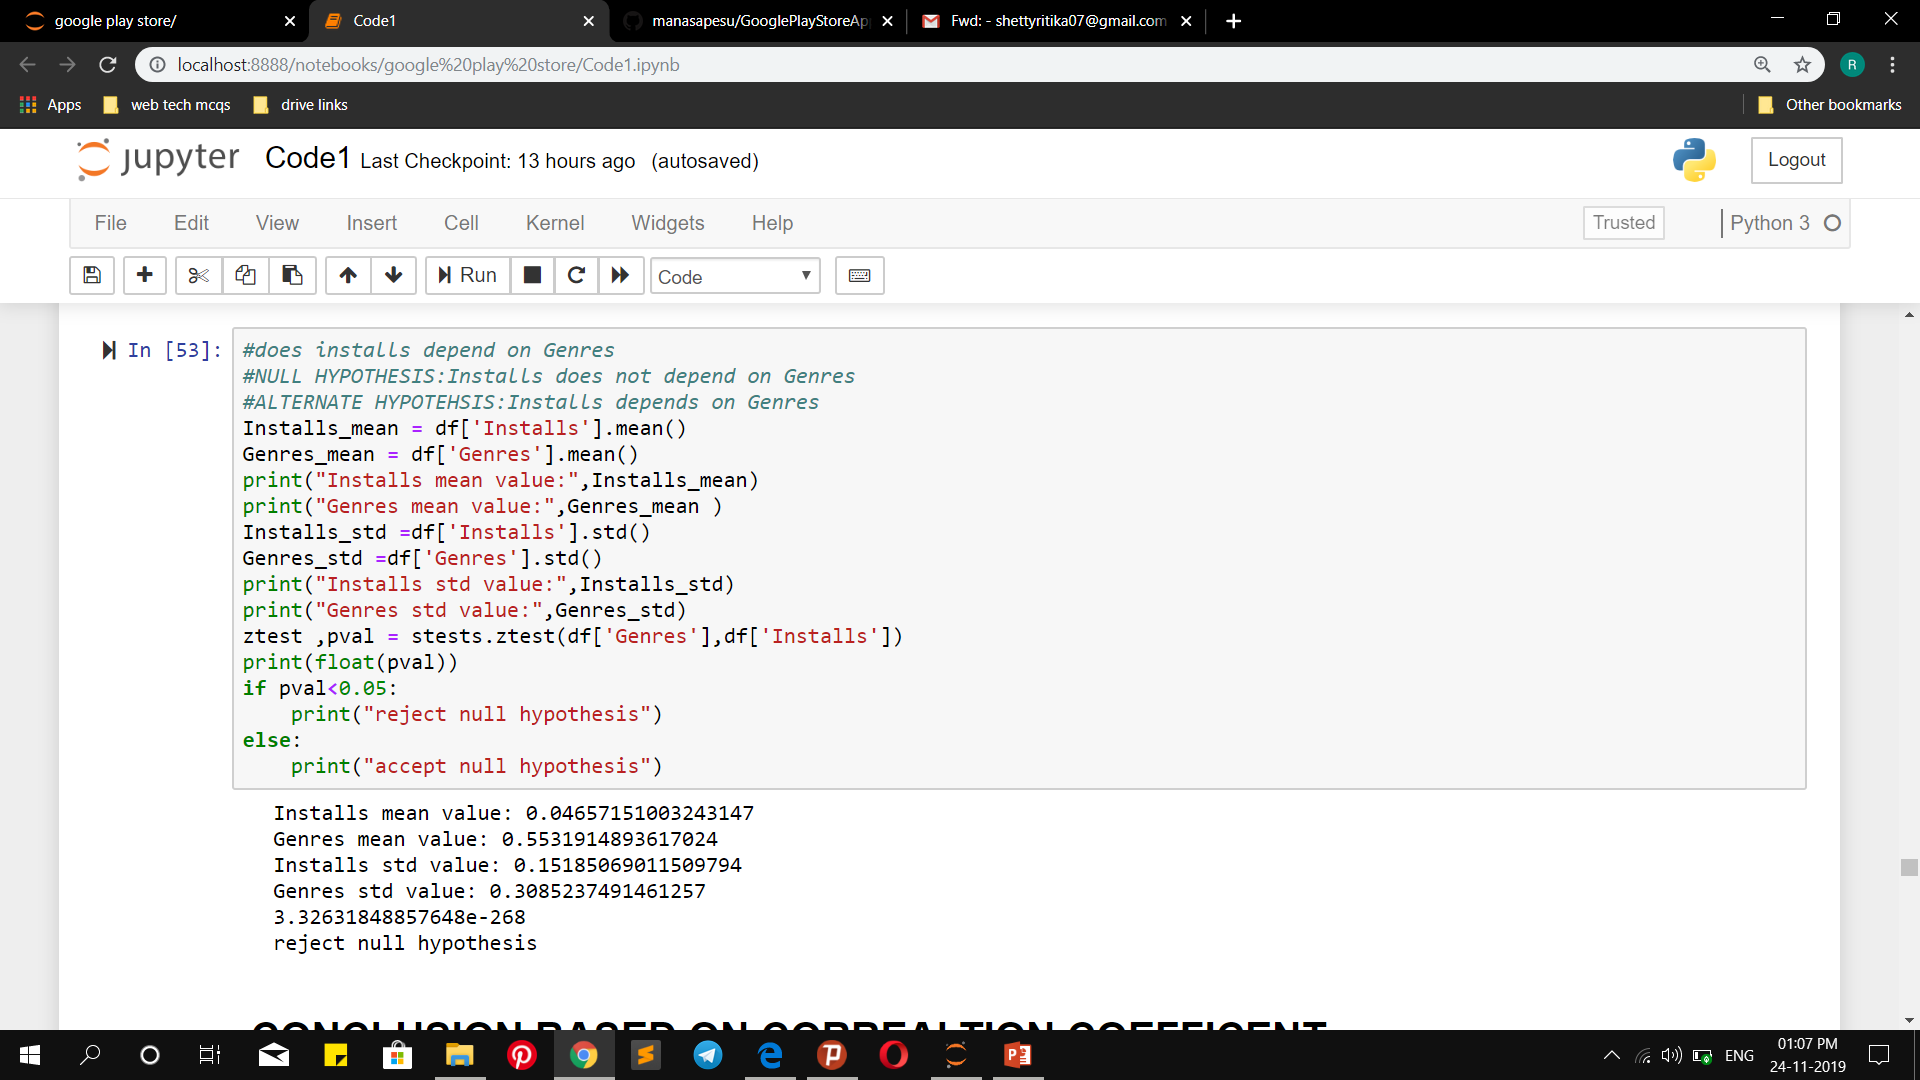 google play store/
Code1
manasapesu/GooglePlayStoreAp
Fwd: - shettyritika07@gmail.com
localhost:8888/notebooks/google%20play%20store/Code1.ipynb
R
Apps
web tech mcqs
drive links
Other bookmarks
jupyter
Code1 Last Checkpoint: 13 hours ago (autosaved)
Logout
File Edit View Insert Cell Kernel Widgets Help
Trusted
Python 3
Run
Code
In [53]:
#does installs depend on Genres
#NULL HYPOTHESIS:Installs does not depend on Genres
#ALTERNATE HYPOTEHSIS:Installs depends on Genres
Installs_mean = df['Installs'].mean()
Genres_mean = df['Genres'].mean()
print("Installs mean value:",Installs_mean)
print("Genres mean value:",Genres_mean )
Installs_std =df['Installs'].std()
Genres_std =df['Genres'].std()
print("Installs std value:",Installs_std)
print("Genres std value:",Genres_std)
ztest ,pval = stests.ztest(df['Genres'],df['Installs'])
print(float(pval))
if pval<0.05:
    print("reject null hypothesis")
else:
    print("accept null hypothesis")
Installs mean value: 0.04657151003243147
Genres mean value: 0.5531914893617024
Installs std value: 0.15185069011509794
Genres std value: 0.3085237491461257
3.32631848857648e-268
reject null hypothesis
CONCLUSION BASED ON CORREALTION COEFFICENT
ENG
01:07 PM
24-11-2019